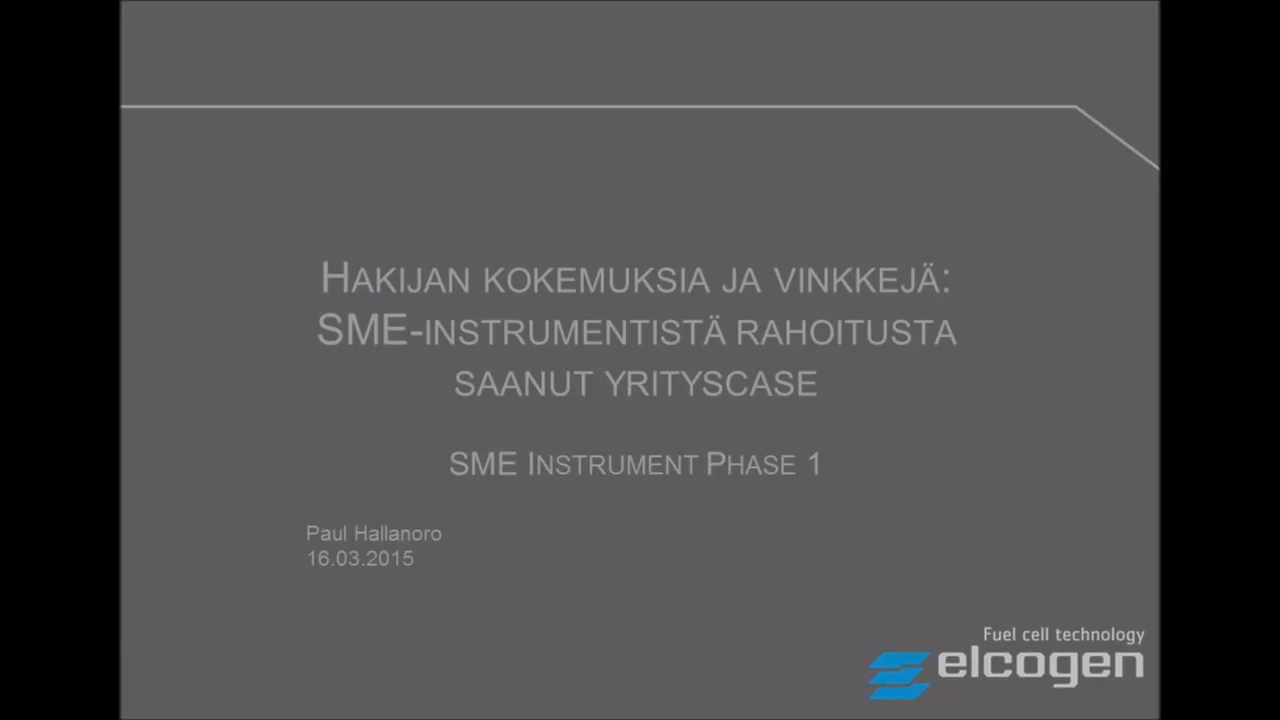 HAKIJAN KOKEMUKSIA JA VINKKEJÄ:
SME-INSTRUMENTISTÄ RAHOITUSTA
SAANUT YRITYSCASE
SME INSTRUMENT PHASE 1
Paul Hallanoro
16.03.2015
Fuel cell technology
elcogen